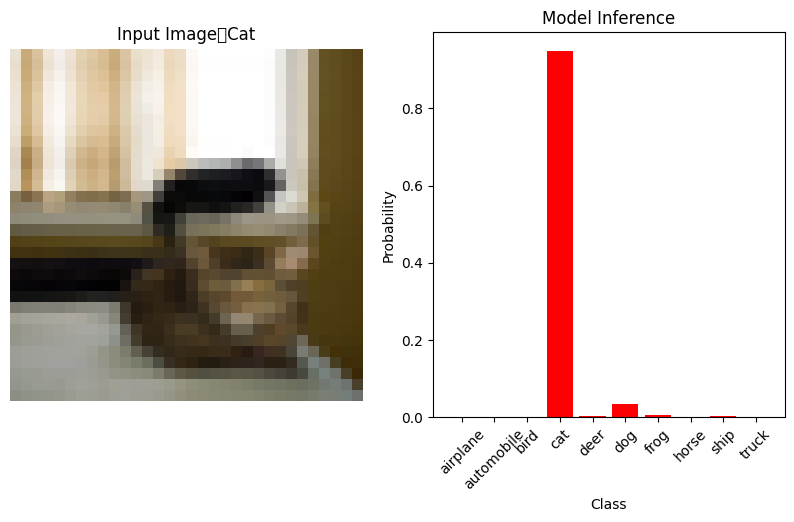 Input Image▯Cat
Model Inference
Probability
0.8
0.6
0.4
0.2
0.0
airplane
automobile
bird
cat
deer
dog
frog
horse
ship
truck
Class